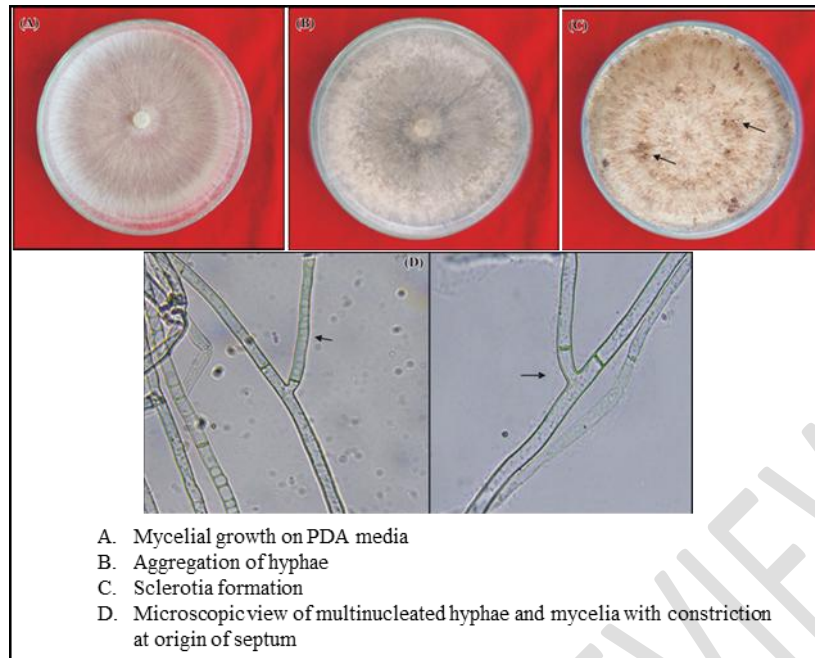 (A)
(B)
(C)
(D)
A. Mycelial growth on PDA media
B. Aggregation of hyphae
C. Sclerotia formation
D. Microscopic view of multinucleated hyphae and mycelia with constriction
at origin of septum